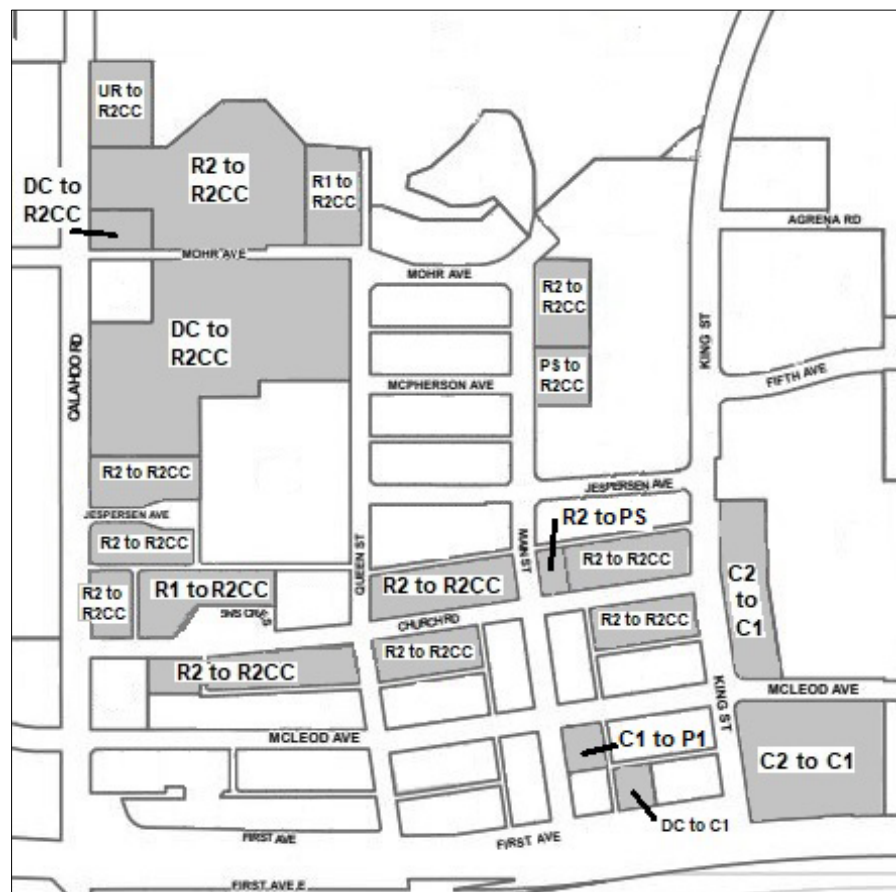 UR to
R2CC
R2 to
R2CC
R1 to
R2CC
DC to
R2CC
MOHR AVE
AGRENA RD
MOHR AVE
R2 to
R2CC
DC to
R2CC
CALAHOO RD
KING ST
PS to
R2CC
MCPHERSON AVE
FIFTH AVE
R2 to R2CC
JESPERSEN AVE
JESPERSEN AVE
R2 to PS
R2 to R2CC
MAIN ST
QUEEN ST
R2 to R2CC
R2 to R2CC
C2
to
C1
R2 to
R2CC
R1 to R2CC
CHURCH RD
R2 to R2CC
R2 to R2CC
R2 to R2CC
MCLEOD AVE
KING ST
MCLEOD AVE
C1 to P1
C2 to C1
DC to C1
FIRST AVE
FIRST AVE
FIRST AVE E